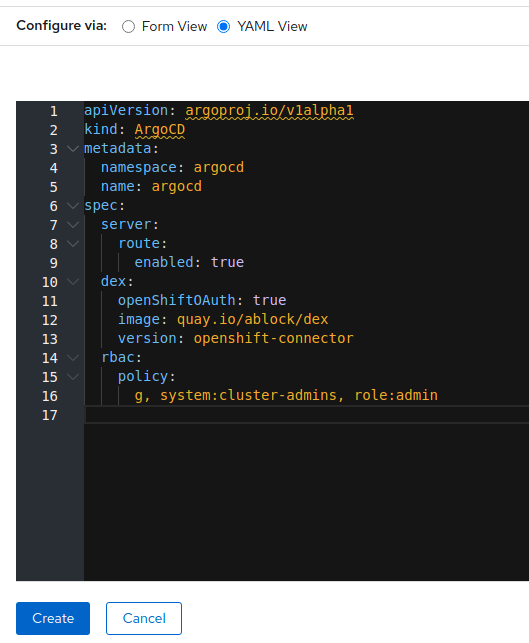 Configure via: Form View YAML View
1 apiVersion: argoproj.io/v1alpha1
2 kind: ArgoCD
3 metadata:
4   namespace: argocd
5   name: argocd
6 spec:
7   server:
8     route:
9       enabled: true
10   dex:
11     openShiftOAuth: true
12     image: quay.io/ablock/dex
13     version: openshift-connector
14   rbac:
15     policy:
16       g, system:cluster-admins, role:admin
17
Create Cancel